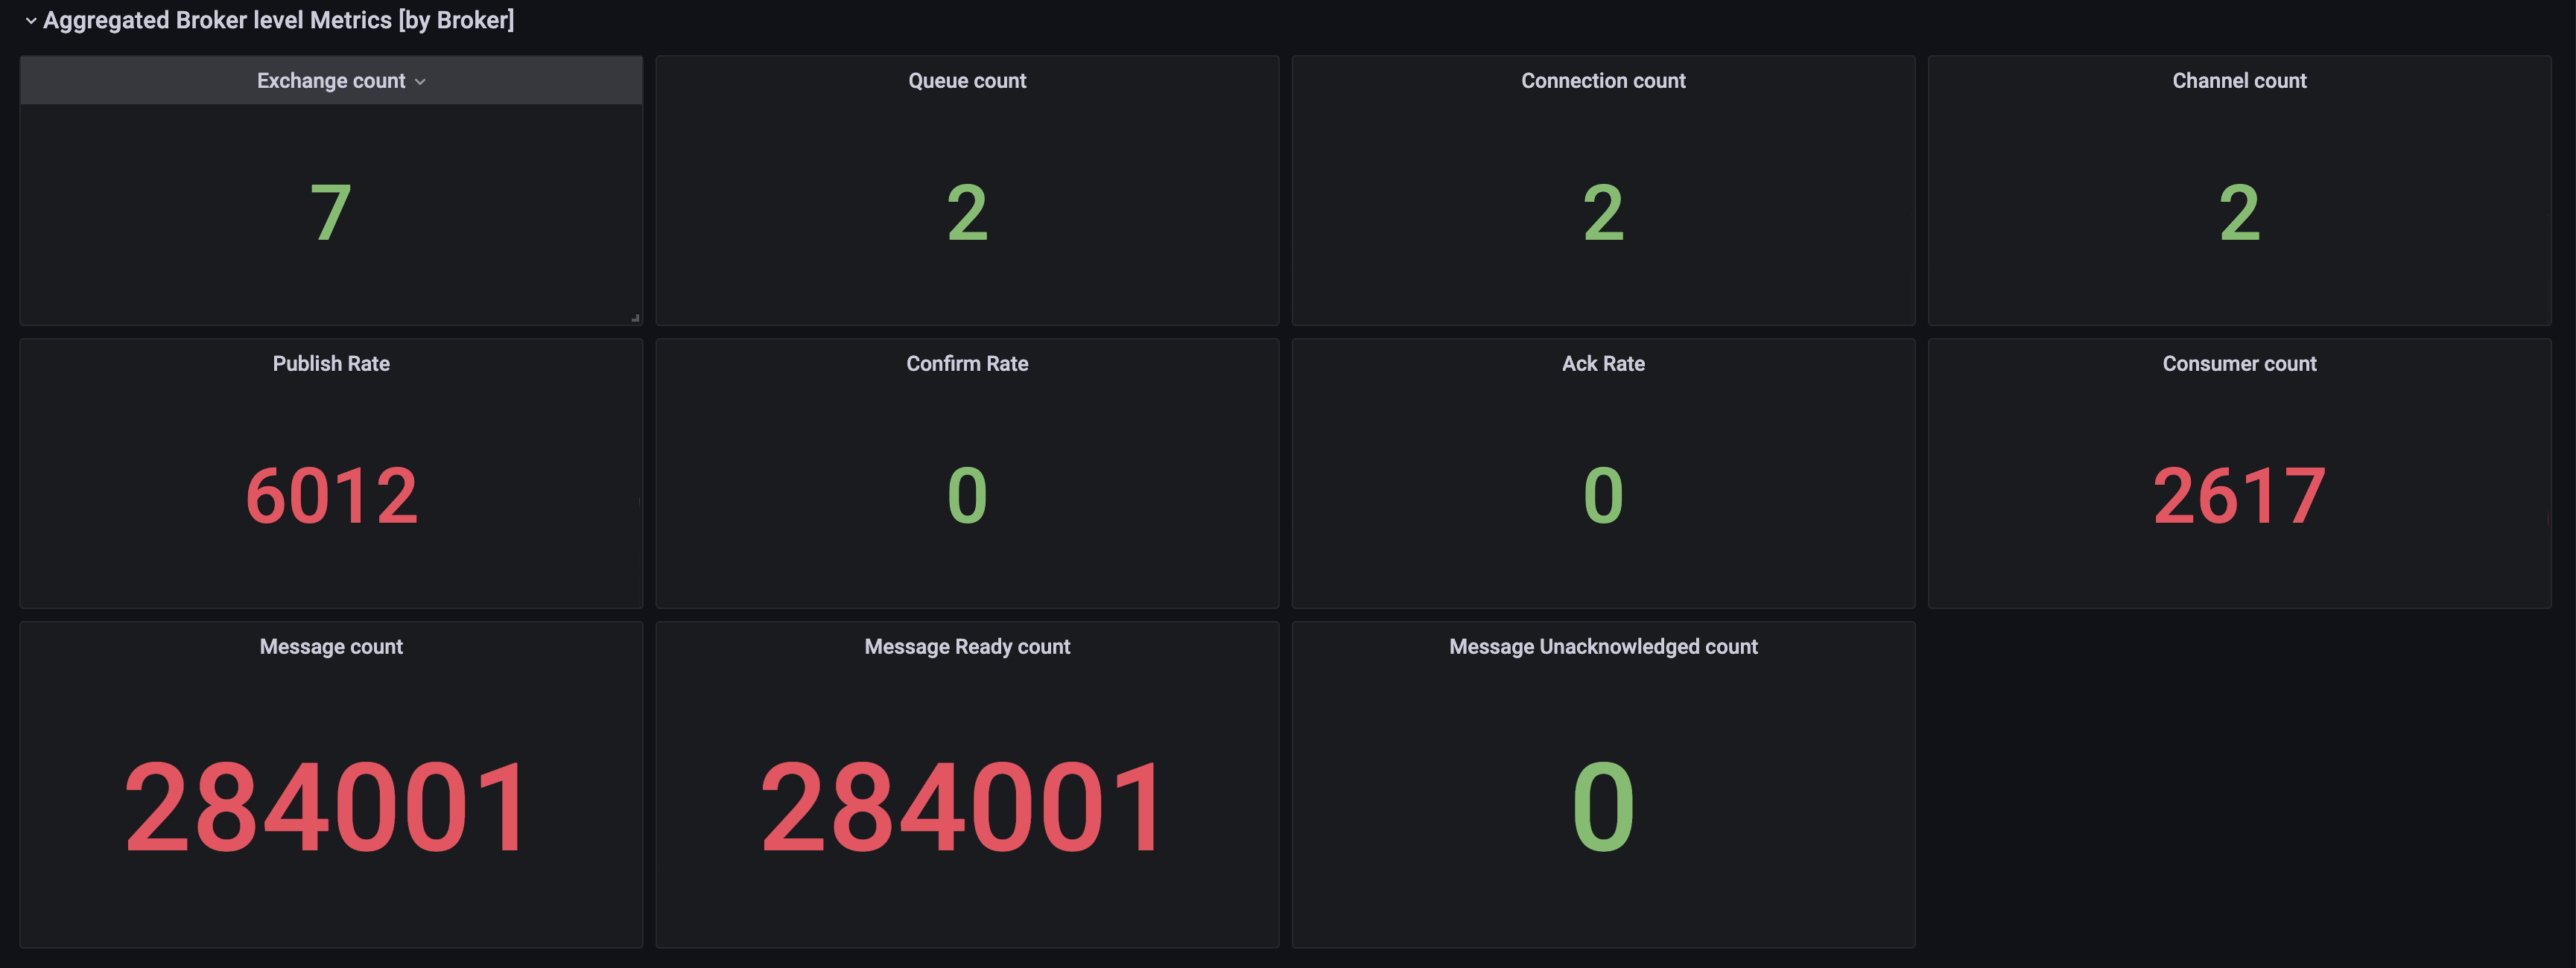 Aggregated Broker level Metrics [by Broker]
Exchange count
Queue count
Connection count
Channel count
7
2
2
2
Publish Rate
Confirm Rate
Ack Rate
Consumer count
6012
0
0
2617
Message count
Message Ready count
Message Unacknowledged count
284001
284001
0